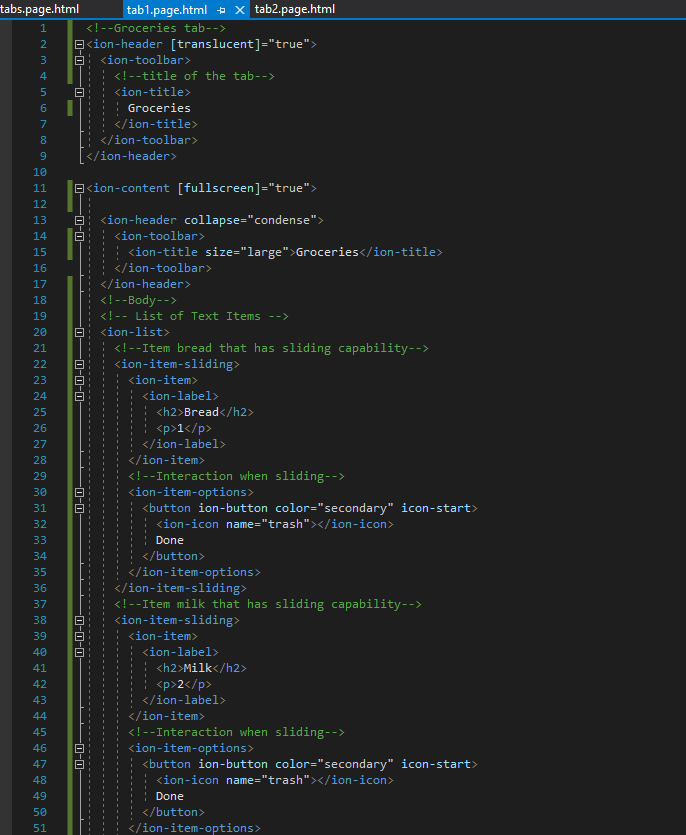 tabs.page.html tab1.page.html tab2.page.html
1 <!--Groceries tab-->
2 <ion-header [translucent]="true">
3 <ion-toolbar>
4 <!--title of the tab-->
5 <ion-title>
6 Groceries
7 </ion-title>
8 </ion-toolbar>
9 </ion-header>
10
11 <ion-content [fullscreen]="true">
12
13 <ion-header collapse="condense">
14 <ion-toolbar>
15 <ion-title size="large">Groceries</ion-title>
16 </ion-toolbar>
17 </ion-header>
18 <!--Body-->
19 <!-- List of Text Items -->
20 <ion-list>
21 <!--Item bread that has sliding capability-->
22 <ion-item-sliding>
23 <ion-item>
24 <ion-label>
25 <h2>Bread</h2>
26 <p>1</p>
27 </ion-label>
28 </ion-item>
29 <!--Interaction when sliding-->
30 <ion-item-options>
31 <button ion-button color="secondary" icon-start>
32 <ion-icon name="trash"></ion-icon>
33 Done
34 </button>
35 </ion-item-options>
36 </ion-item-sliding>
37 <!--Item milk that has sliding capability-->
38 <ion-item-sliding>
39 <ion-item>
40 <ion-label>
41 <h2>Milk</h2>
42 <p>2</p>
43 </ion-label>
44 </ion-item>
45 <!--Interaction when sliding-->
46 <ion-item-options>
47 <button ion-button color="secondary" icon-start>
48 <ion-icon name="trash"></ion-icon>
49 Done
50 </button>
51 </ion-item-options>